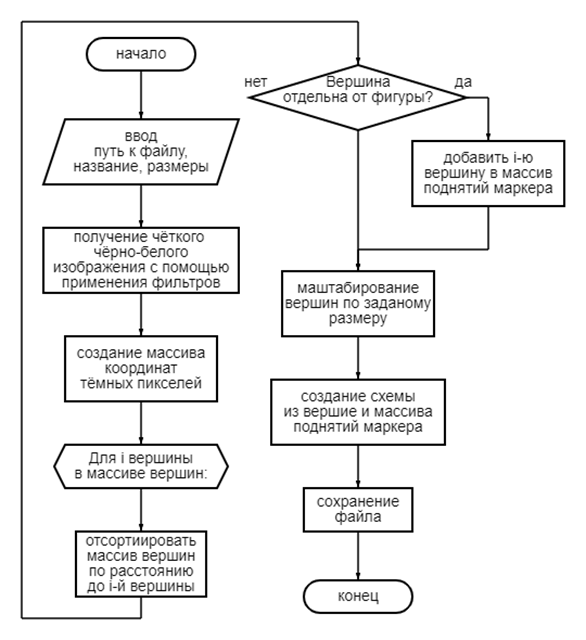 начало
ввод
путь к файлу,
название, размеры
получение чёткого
чёрно-белого
изображения с помощью
применения фильтров
создание массива
координат
тёмных пикселей
Для i вершины
в массиве вершин:
отсортиировать
массив вершин
по расстоянию
до i-й вершины
нет
Вершина
отдельна от фигуры?
да
добавить i-ю
вершину в массив
поднятий маркера
маштабирование
вершин по заданому
размеру
создание схемы
из вершие и массива
поднятий маркера
сохранение
файла
конец